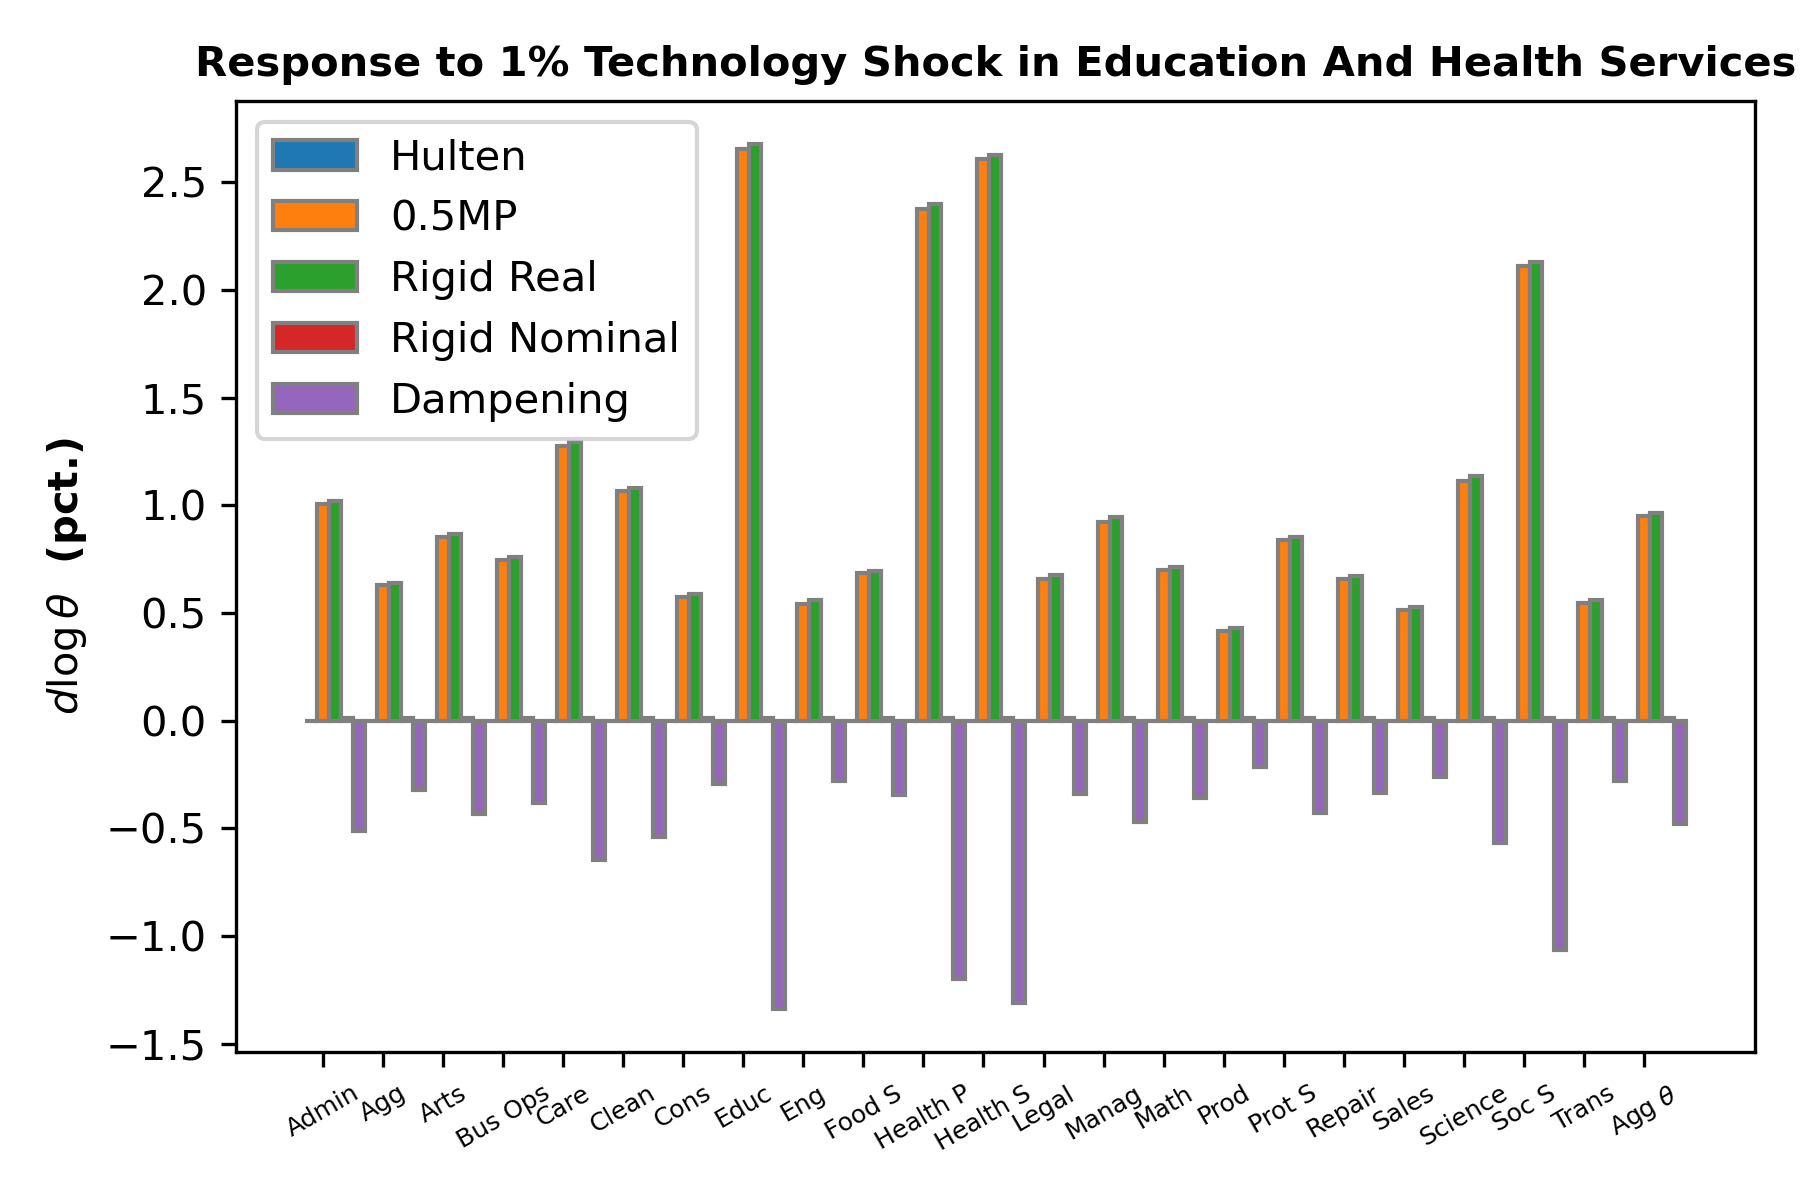 Response to 1% Technology Shock in Education And Health Services
Hulten
0.5MP
Rigid Real
Rigid Nominal
Dampening
d log θ (pct.)
2.5
2.0
1.5
1.0
0.5
0.0
−0.5
−1.0
−1.5
Admin
Agg
Arts
Bus Ops
Care
Clean
Cons
Educ
Eng
Food S
Health P
Health S
Legal
Manag
Math
Prod
Prot S
Repair
Sales
Science
Soc S
Trans
Agg θ